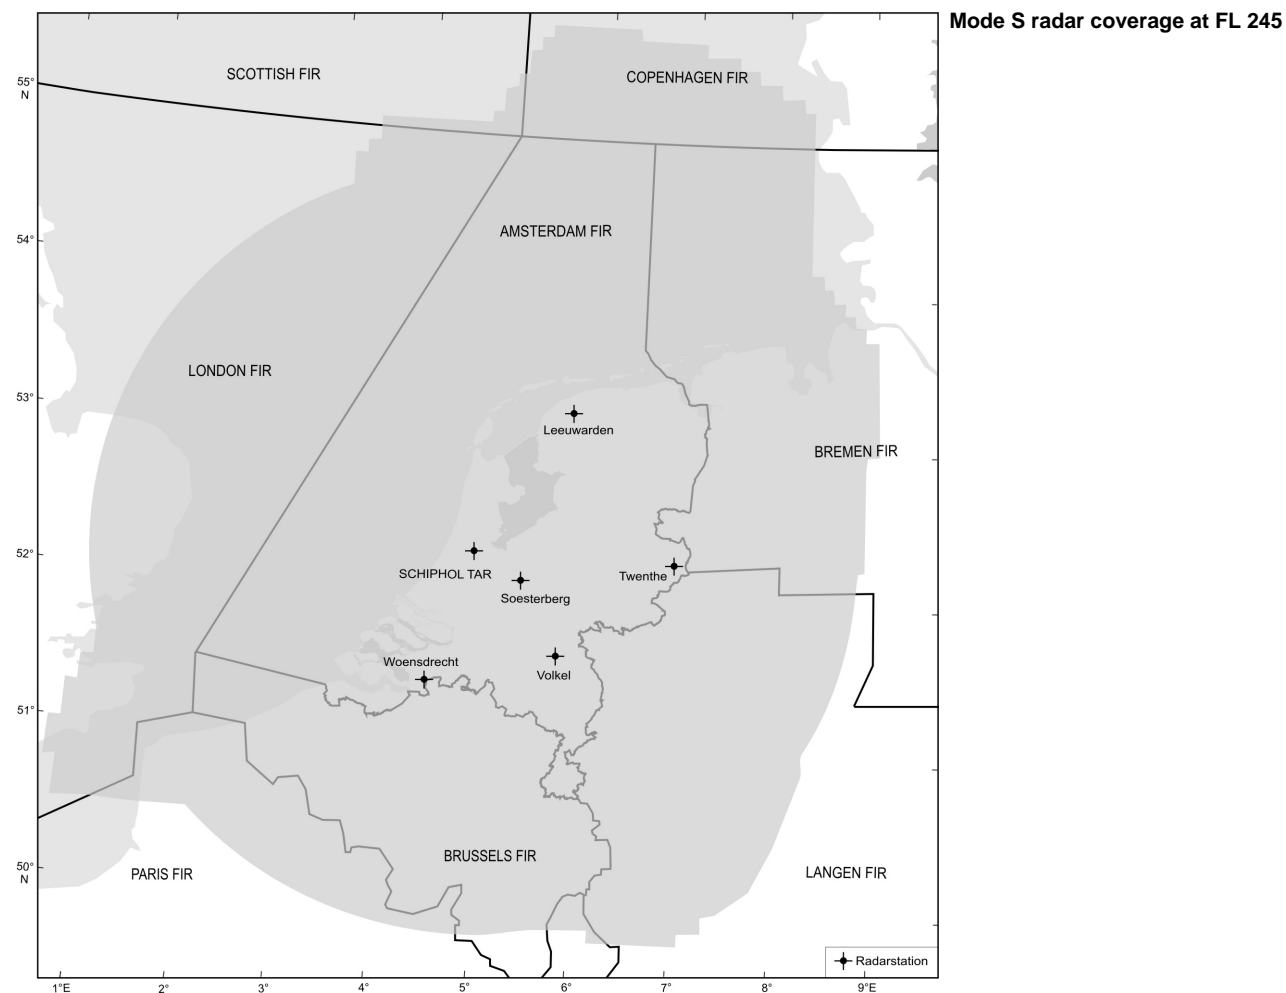 Mode S radar coverage at FL 245
SCOTTISH FIR
COPENHAGEN FIR
55°
N
AMSTERDAM FIR
54°
LONDON FIR
53°
Leeuwarden
BREMEN FIR
52°
SCHIPHOL TAR
Twenthe
Soesterberg
Woensdrecht
Volkel
51°
BRUSSELS FIR
50°
N
PARIS FIR
LANGEN FIR
Radarstation
1°E 2° 3° 4° 5° 6° 7° 8° 9°E